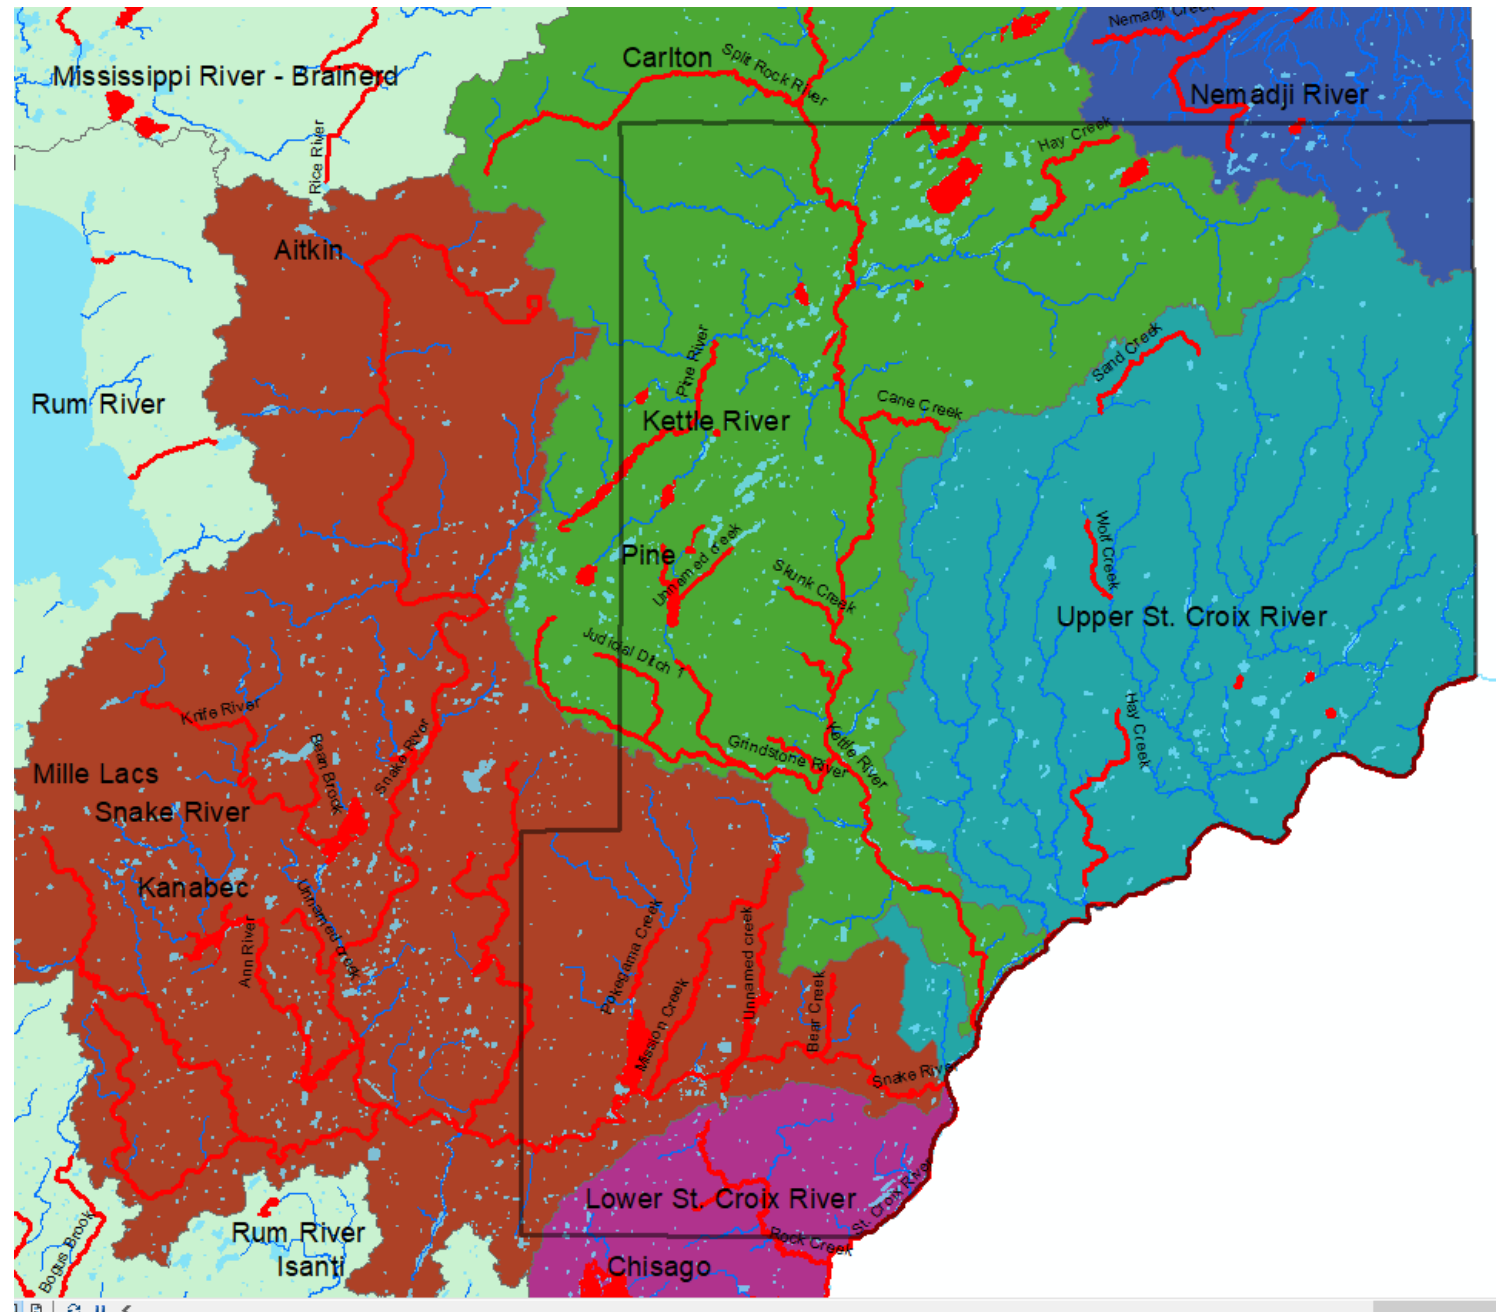 Nemadji Creek
Carlton
Split Rock River
Mississippi River - Brainerd
Nemadji River
Hay Creek
Rice River
Aitkin
Sand Creek
Pine River
Rum River
Cane Creek
Kettle River
Wolf Creek
Pine
Unnamed creek
Skunk Creek
Upper St. Croix River
Judicial Ditch 1
Knife River
Hay Creek
Snake River
Bean Brook
Grindstone River
Kettle River
Mille Lacs
Snake River
Kanabec
Unnamed creek
Ann River
Pokegama Creek
Unnamed creek
Mission Creek
Bear Creek
Snake River
Lower St. Croix River
St. Croix River
Rum River
Bogus Brook
Rock Creek
Isanti
Chisago